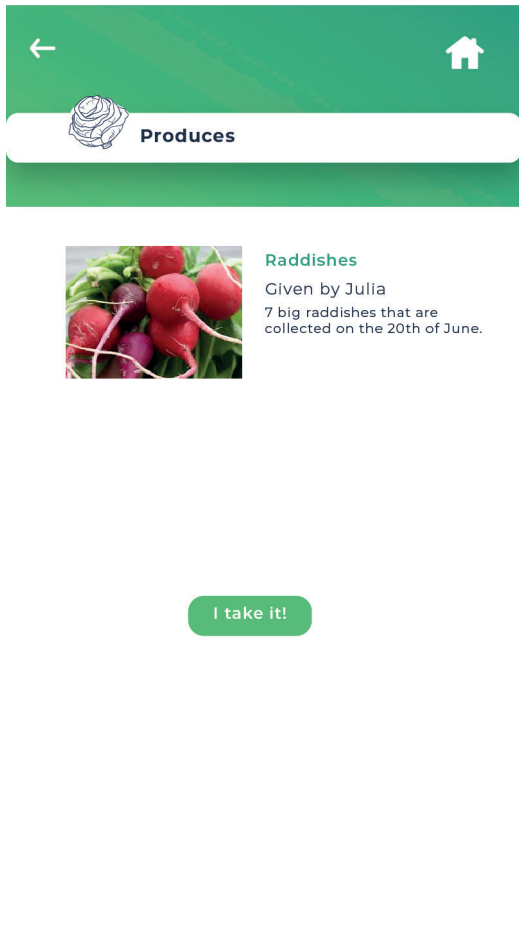 Produces
Raddishes
Given by Julia
7 big raddishes that are
collected on the 20th of June.
I take it!